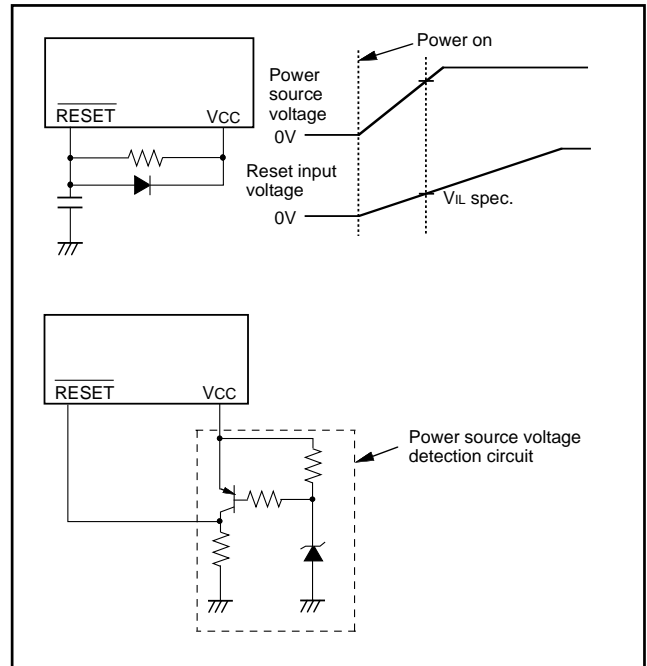 Power on
Power
source
voltage
0V
RESET VCC
Reset input
voltage
0V
VIL spec.
RESET VCC
Power source voltage
detection circuit